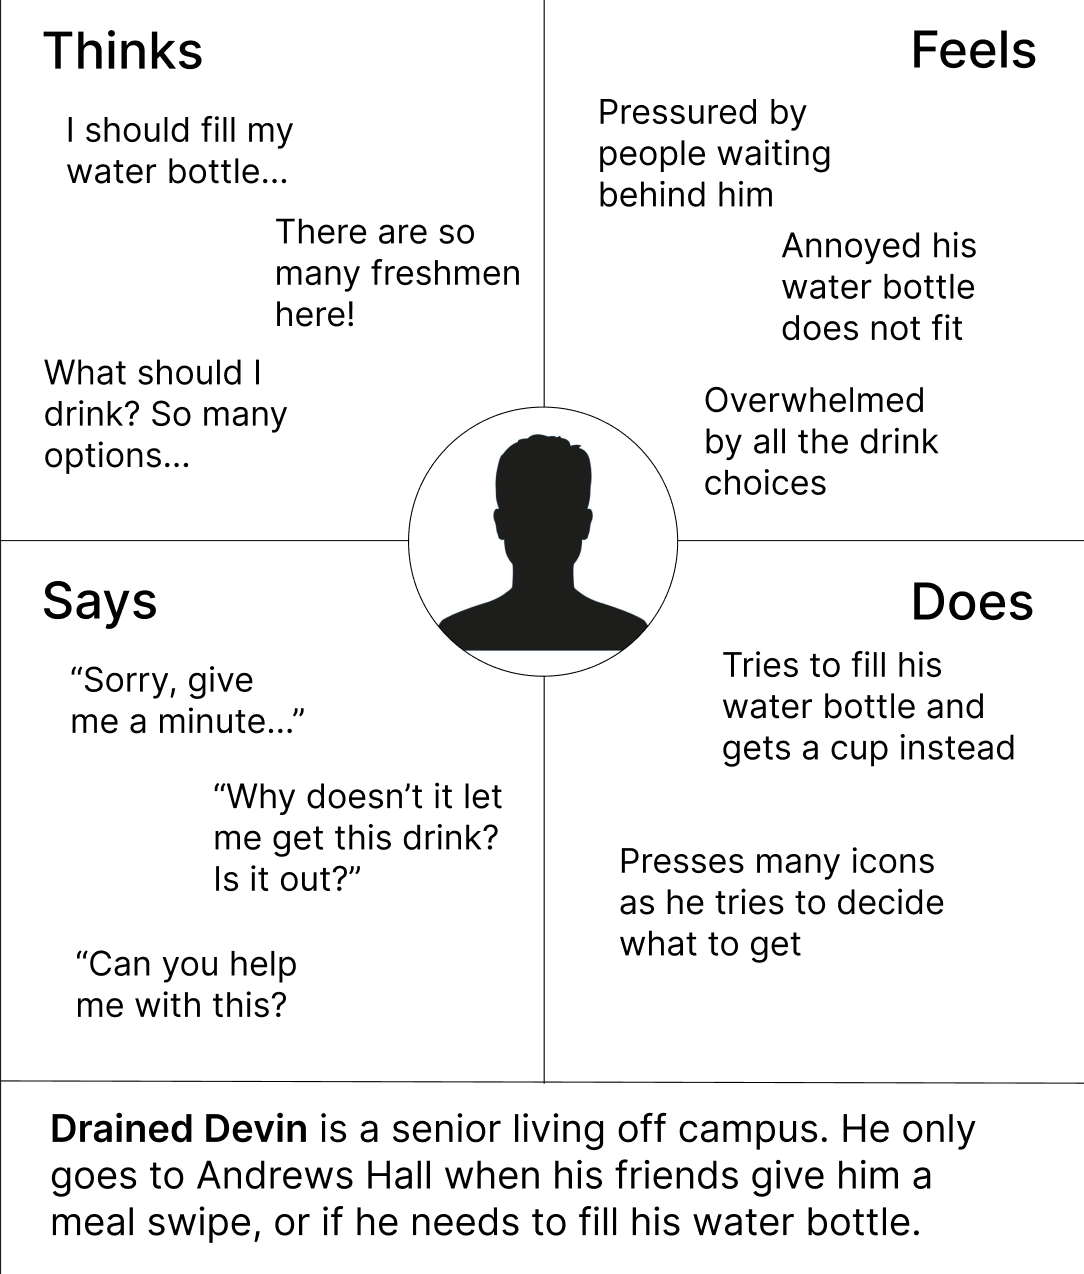 Thinks
I should fill my
water bottle...
There are so
many freshmen
here!
What should I
drink? So many
options...
Feels
Pressured by
people waiting
behind him
Annoyed his
water bottle
does not fit
Overwhelmed
by all the drink
choices
Says
“Sorry, give
me a minute...”
“Why doesn’t it let
me get this drink?
Is it out?”
“Can you help
me with this?
Does
Tries to fill his
water bottle and
gets a cup instead
Presses many icons
as he tries to decide
what to get
Drained Devin is a senior living off campus. He only
goes to Andrews Hall when his friends give him a
meal swipe, or if he needs to fill his water bottle.